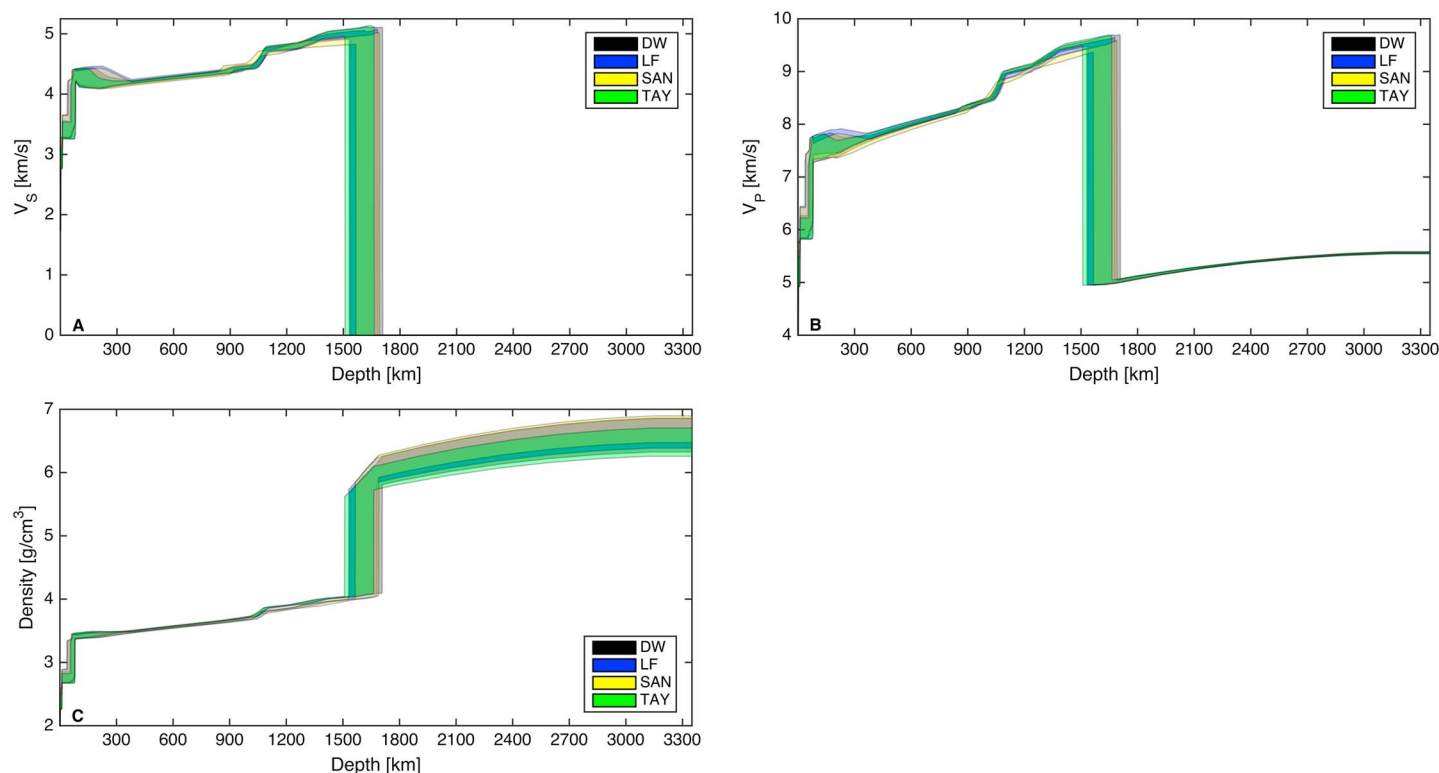 5
4
3
2
1
0
V_S [km/s]
DW
LF
SAN
TAY
A
300 600 900 1200 1500 1800 2100 2400 2700 3000 3300
Depth [km]
10
9
8
7
6
5
4
V_P [km/s]
DW
LF
SAN
TAY
B
300 600 900 1200 1500 1800 2100 2400 2700 3000 3300
Depth [km]
7
6
5
4
3
2
Density [g/cm³]
DW
LF
SAN
TAY
C
300 600 900 1200 1500 1800 2100 2400 2700 3000 3300
Depth [km]